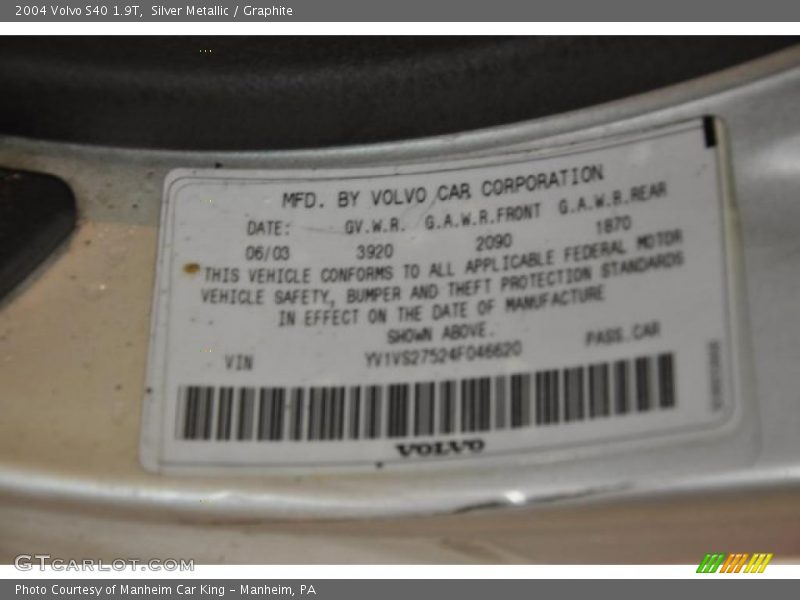 2004 Volvo S40 1.9T, Silver Metallic / Graphite
MFD. BY VOLVO CAR CORPORATION
DATE: GV.W.R. G.A.W.R.FRONT G.A.W.R.REAR
06/03 3920 2090 1870
THIS VEHICLE CONFORMS TO ALL APPLICABLE FEDERAL MOTOR
VEHICLE SAFETY, BUMPER AND THEFT PROTECTION STANDARDS
IN EFFECT ON THE DATE OF MANUFACTURE
SHOWN ABOVE.
VIN YV1VS27524F046620 PASS.CAR
VOLVO
GTCARLOT.COM
Photo Courtesy of Manheim Car King - Manheim, PA